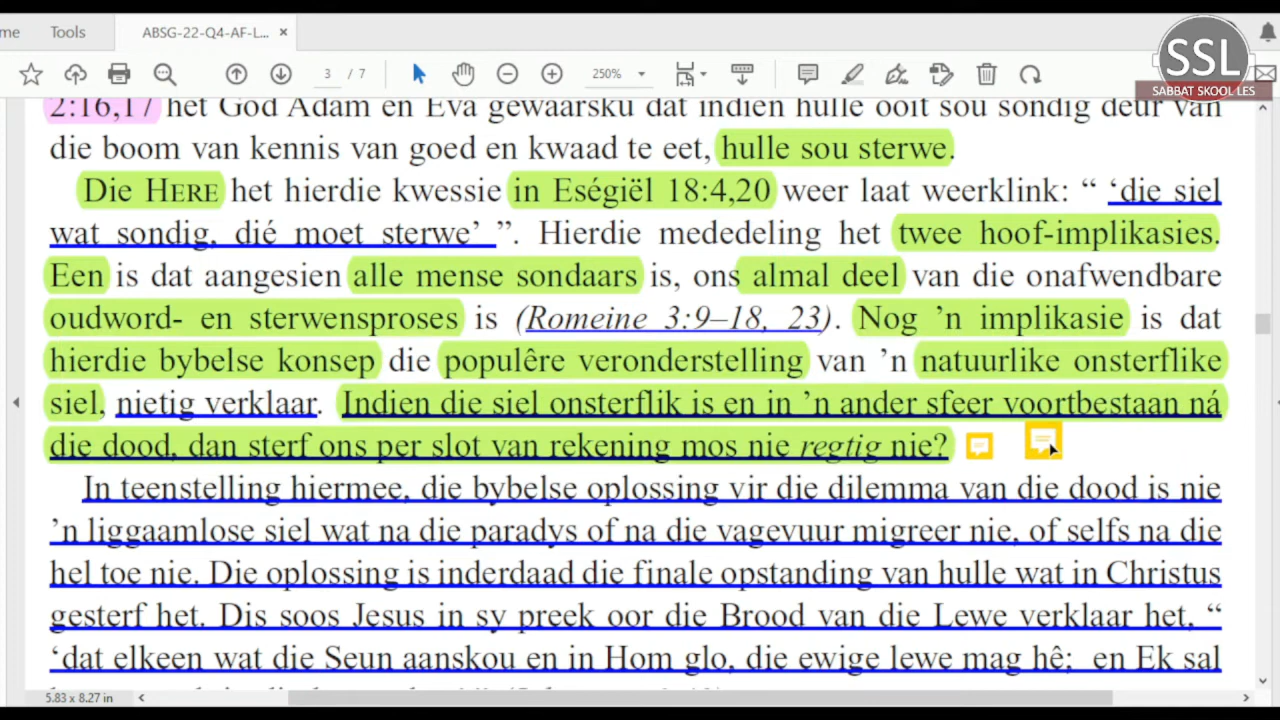 me Tools ABSG-22-Q4-AF-L... ×
3 / 7 250%
SSL
SABBAT SKOOL LES
2:16,17 het God Adam en Eva gewaarsku dat indien hulle ooit sou sondig deur van
die boom van kennis van goed en kwaad te eet, hulle sou sterwe.
Die HERE het hierdie kwessie in Eségiël 18:4,20 weer laat weerklink: “ ‘die siel
wat sondig, dié moet sterwe’ ”. Hierdie mededeling het twee hoof-implikasies.
Een is dat aangesien alle mense sondaars is, ons almal deel van die onafwendbare
oudword- en sterwensproses is (Romeine 3:9–18, 23). Nog ’n implikasie is dat
hierdie bybelse konsep die populêre veronderstelling van ’n natuurlike onsterflike
siel, nietig verklaar. Indien die siel onsterflik is en in ’n ander sfeer voortbestaan ná
die dood, dan sterf ons per slot van rekening mos nie regtig nie?
In teenstelling hiermee, die bybelse oplossing vir die dilemma van die dood is nie
’n liggaamlose siel wat na die paradys of na die vagevuur migreer nie, of selfs na die
hel toe nie. Die oplossing is inderdaad die finale opstanding van hulle wat in Christus
gesterf het. Dis soos Jesus in sy preek oor die Brood van die Lewe verklaar het, “
‘dat elkeen wat die Seun aanskou en in Hom glo, die ewige lewe mag hê; en Ek sal
5.83 x 8.27 in